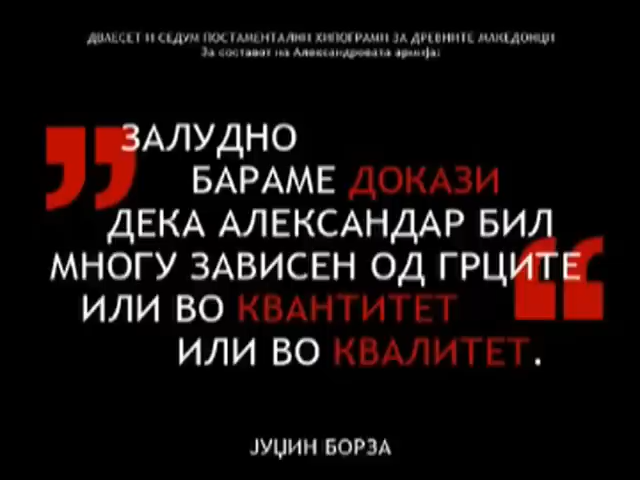 ДВАЕСЕТ И СЕДУМ ПОСТАМЕНТАЛНИ ХИПОГРАМИ ЗА ДРЕВНИТЕ МАКЕДОНЦИ
За составот на Александровата армија:
ЗАЛУДНО
БАРАМЕ ДОКАЗИ
ДЕКА АЛЕКСАНДАР БИЛ
МНОГУ ЗАВИСЕН ОД ГРЦИТЕ
ИЛИ ВО КВАНТИТЕТ
ИЛИ ВО КВАЛИТЕТ.
ЈУЏИН БОРЗА